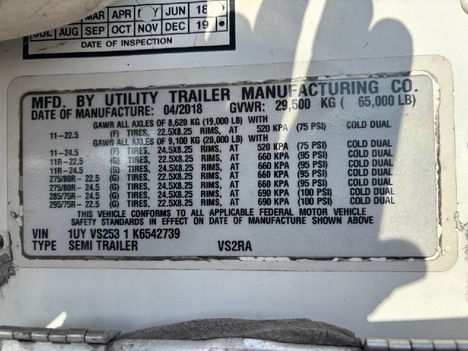 MAR APR MAY JUN 18
JUL AUG SEP OCT NOV DEC 19
DATE OF INSPECTION
MFD. BY UTILITY TRAILER MANUFACTURING CO.
DATE OF MANUFACTURE: 04/2018 GVWR: 29,500 KG ( 65,000 LB)
GAWR ALL AXLES OF 8,620 KG (19,000 LB) WITH
11-22.5 (F) TIRES, 22.5X8.25 RIMS, AT 520 KPA (75 PSI) COLD DUAL
GAWR ALL AXLES OF 9,100 KG (20,000 LB) WITH
11-24.5 (F) TIRES, 24.5X8.25 RIMS, AT 520 KPA (75 PSI) COLD DUAL
11R-22.5 (G) TIRES, 22.5X8.25 RIMS, AT 660 KPA (95 PSI) COLD DUAL
11R-24.5 (G) TIRES, 24.5X8.25 RIMS, AT 660 KPA (95 PSI) COLD DUAL
275/80R- 22.5 (G) TIRES, 22.5X8.25 RIMS, AT 660 KPA (95 PSI) COLD DUAL
275/80R- 24.5 (G) TIRES, 24.5X8.25 RIMS, AT 660 KPA (95 PSI) COLD DUAL
285/75R- 24.5 (G) TIRES, 24.5X8.25 RIMS, AT 690 KPA (100 PSI) COLD DUAL
295/75R- 22.5 (G) TIRES, 22.5X8.25 RIMS, AT 690 KPA (100 PSI) COLD DUAL
THIS VEHICLE CONFORMS TO ALL APPLICABLE FEDERAL MOTOR VEHICLE
SAFETY STANDARDS IN EFFECT ON DATE OF MANUFACTURE SHOWN ABOVE
VIN 1UY VS253 1 K6542739
TYPE SEMI TRAILER VS2RA